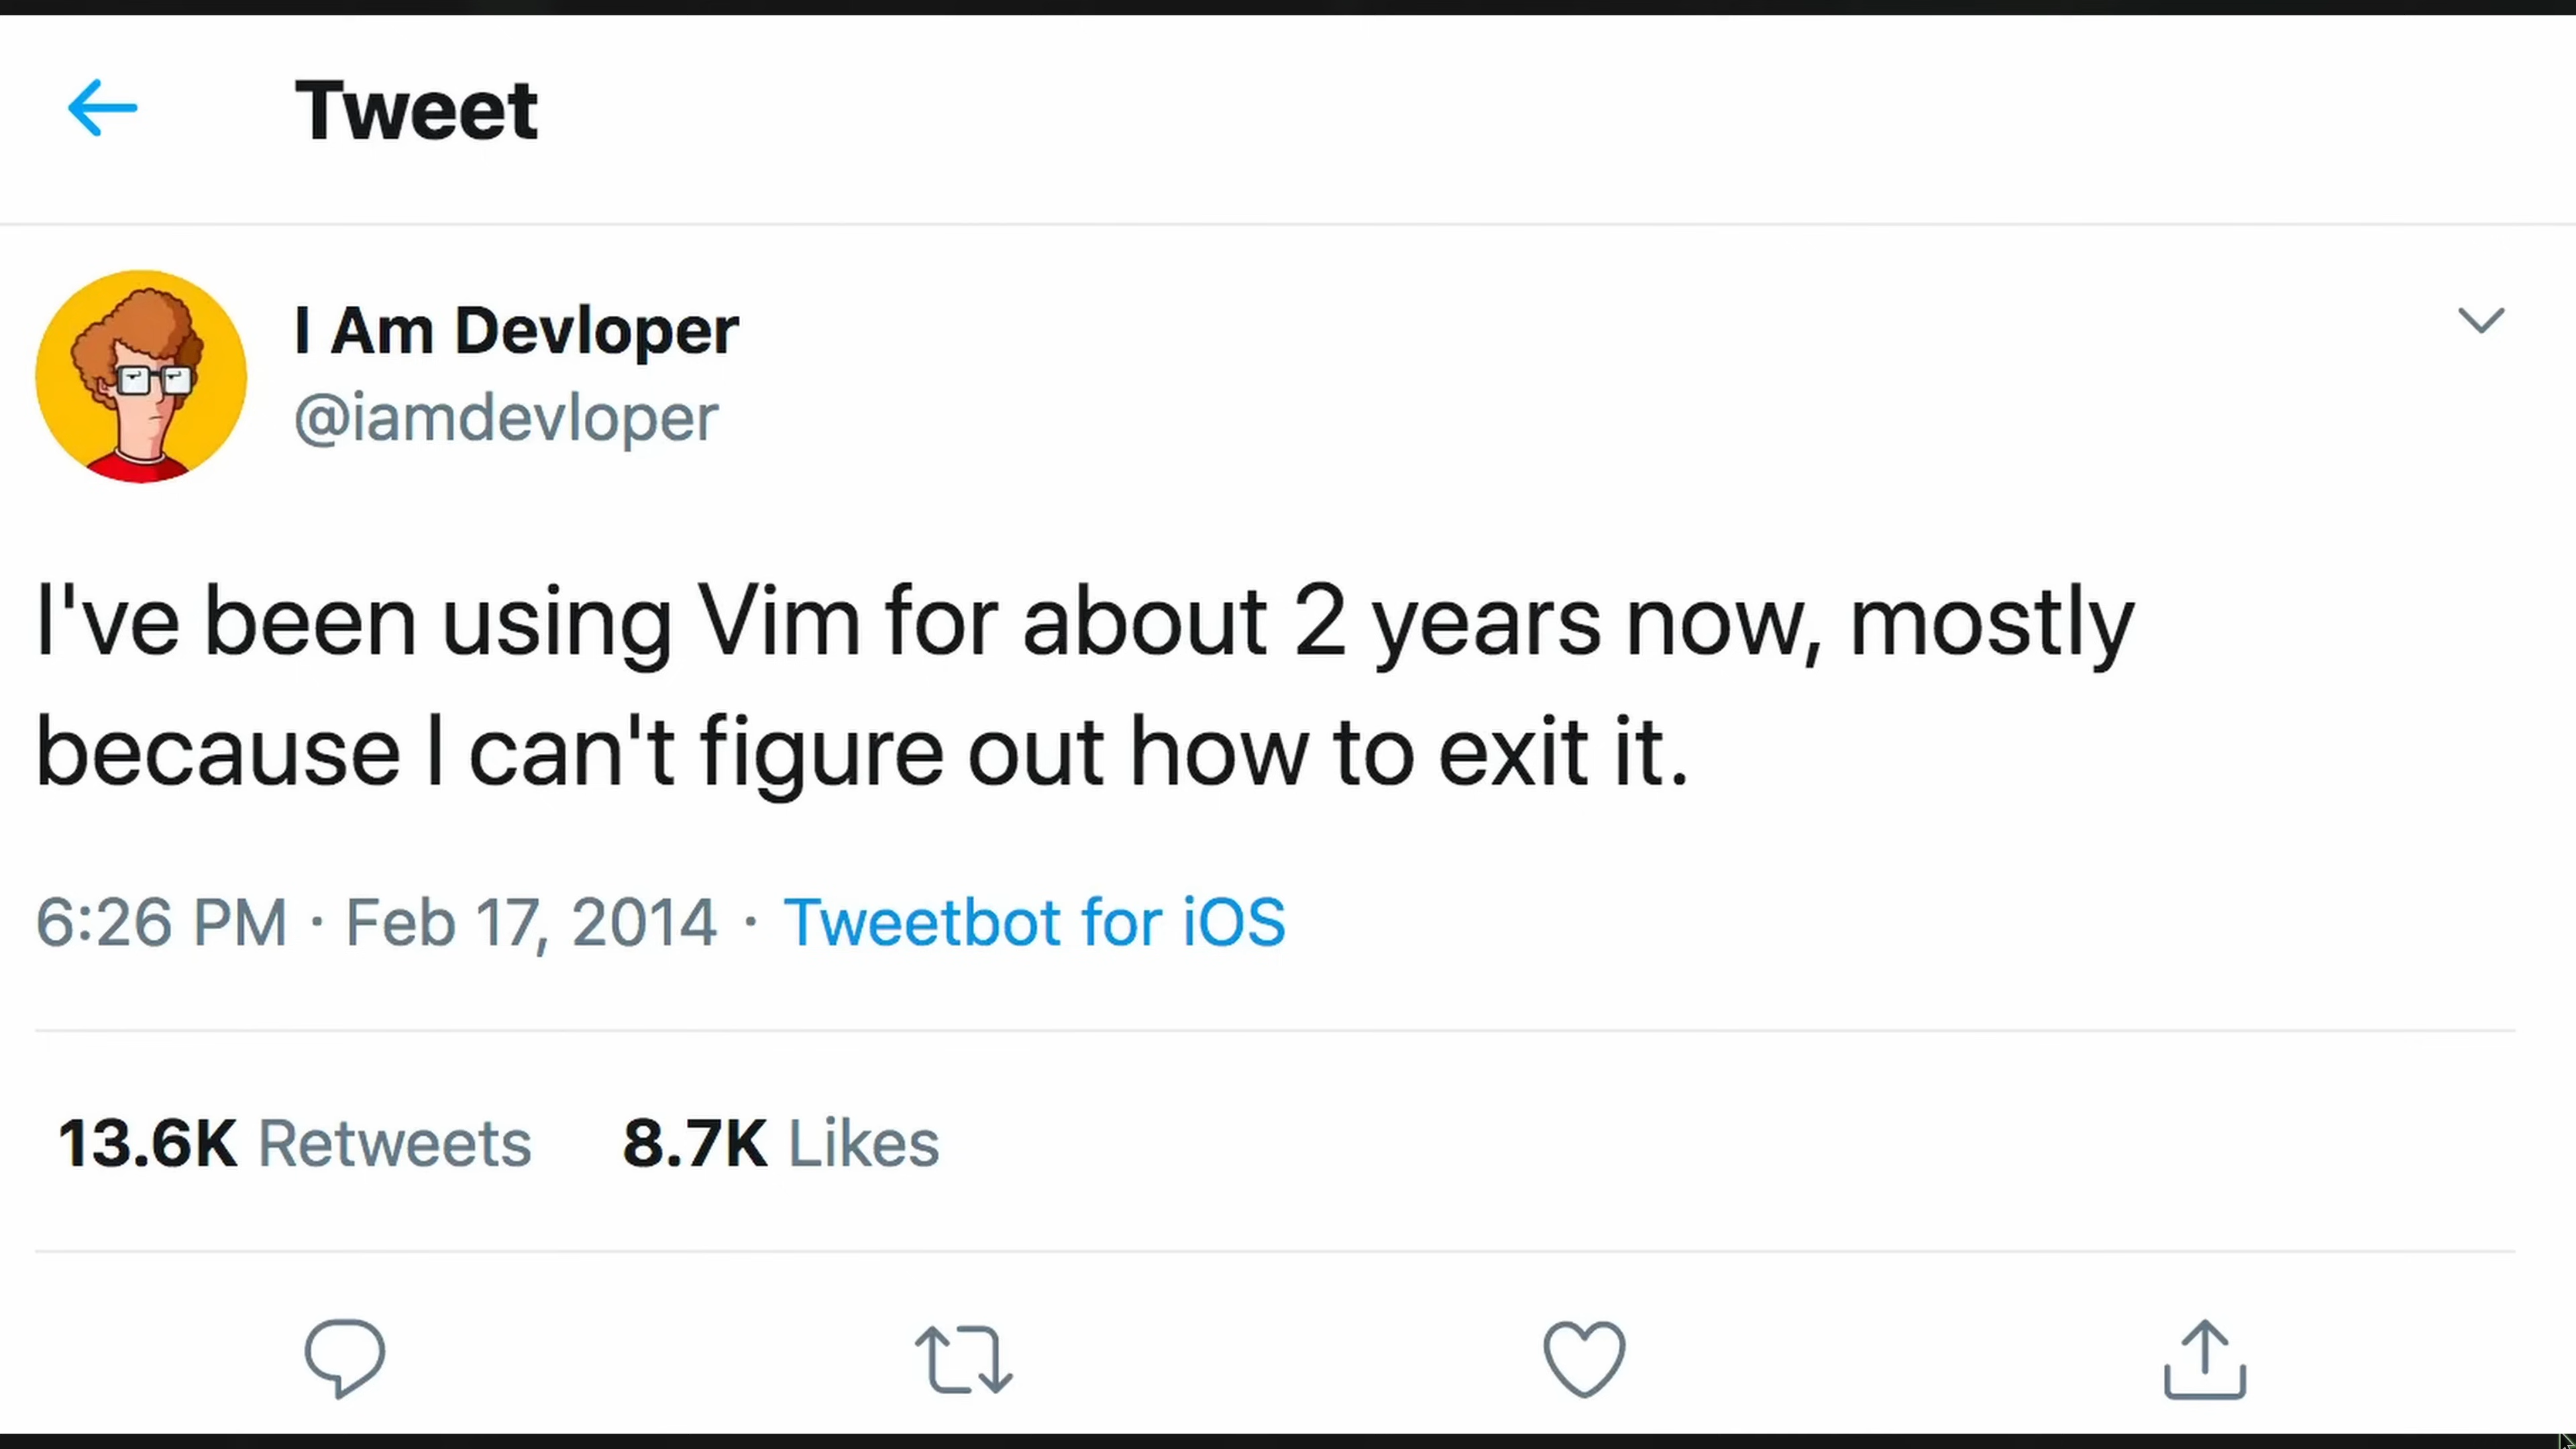 Tweet
I Am Devloper
@iamdevloper
I've been using Vim for about 2 years now, mostly
because I can't figure out how to exit it.
6:26 PM · Feb 17, 2014 · Tweetbot for iOS
13.6K Retweets 8.7K Likes